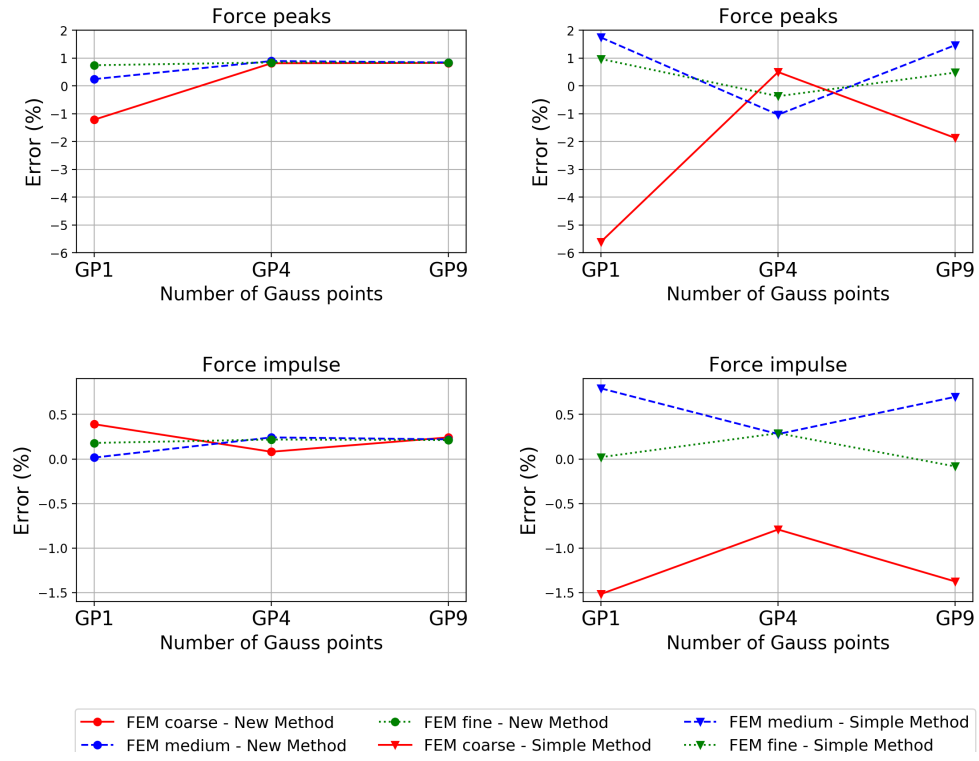 Force peaks
2
1
0
−1
−2
−3
−4
−5
−6
Error (%)
GP1 GP4 GP9
Number of Gauss points
Force peaks
2
1
0
−1
−2
−3
−4
−5
−6
Error (%)
GP1 GP4 GP9
Number of Gauss points
Force impulse
0.5
0.0
−0.5
−1.0
−1.5
Error (%)
GP1 GP4 GP9
Number of Gauss points
Force impulse
0.5
0.0
−0.5
−1.0
−1.5
Error (%)
GP1 GP4 GP9
Number of Gauss points
FEM coarse - New Method FEM fine - New Method FEM medium - Simple Method
FEM medium - New Method FEM coarse - Simple Method FEM fine - Simple Method